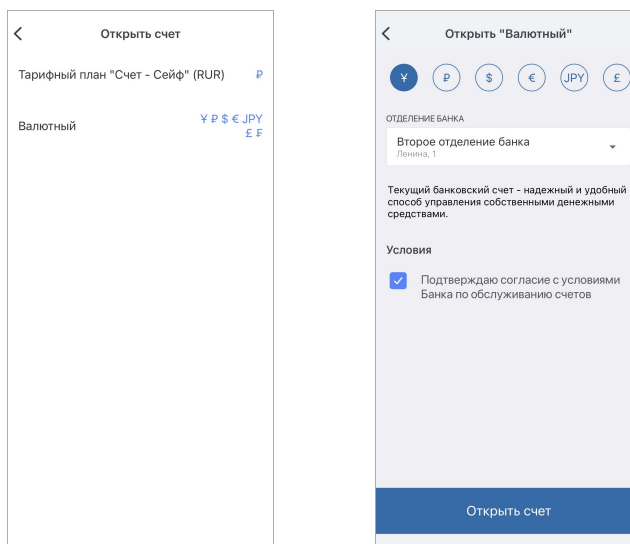 Открыть счет
Тарифный план "Счет - Сейф" (RUR) ₽
Валютный ¥ ₽ $ € JPY
£ ₣
Открыть "Валютный"
¥ ₽ $ € JPY £
ОТДЕЛЕНИЕ БАНКА
Второе отделение банка
Ленина, 1
Текущий банковский счет - надежный и удобный
способ управления собственными денежными
средствами.
Условия
Подтверждаю согласие с условиями
Банка по обслуживанию счетов
Открыть счет